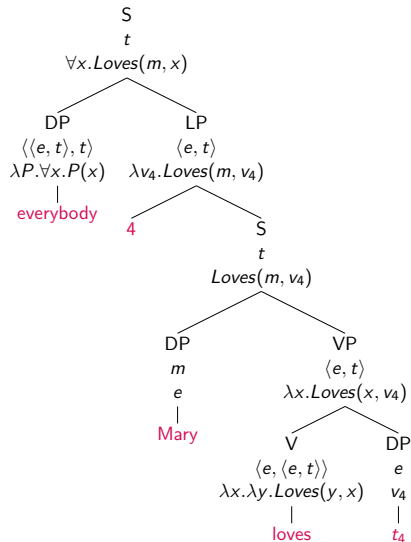 S
t
∀x.Loves(m, x)
DP LP
⟨⟨e, t⟩, t⟩ ⟨e, t⟩
λP.∀x.P(x) λv₄.Loves(m, v₄)
everybody 4 S
t
Loves(m, v₄)
DP VP
m ⟨e, t⟩
e λx.Loves(x, v₄)
Mary V DP
⟨e, ⟨e, t⟩⟩ e
λx.λy.Loves(y, x) v₄
loves t₄